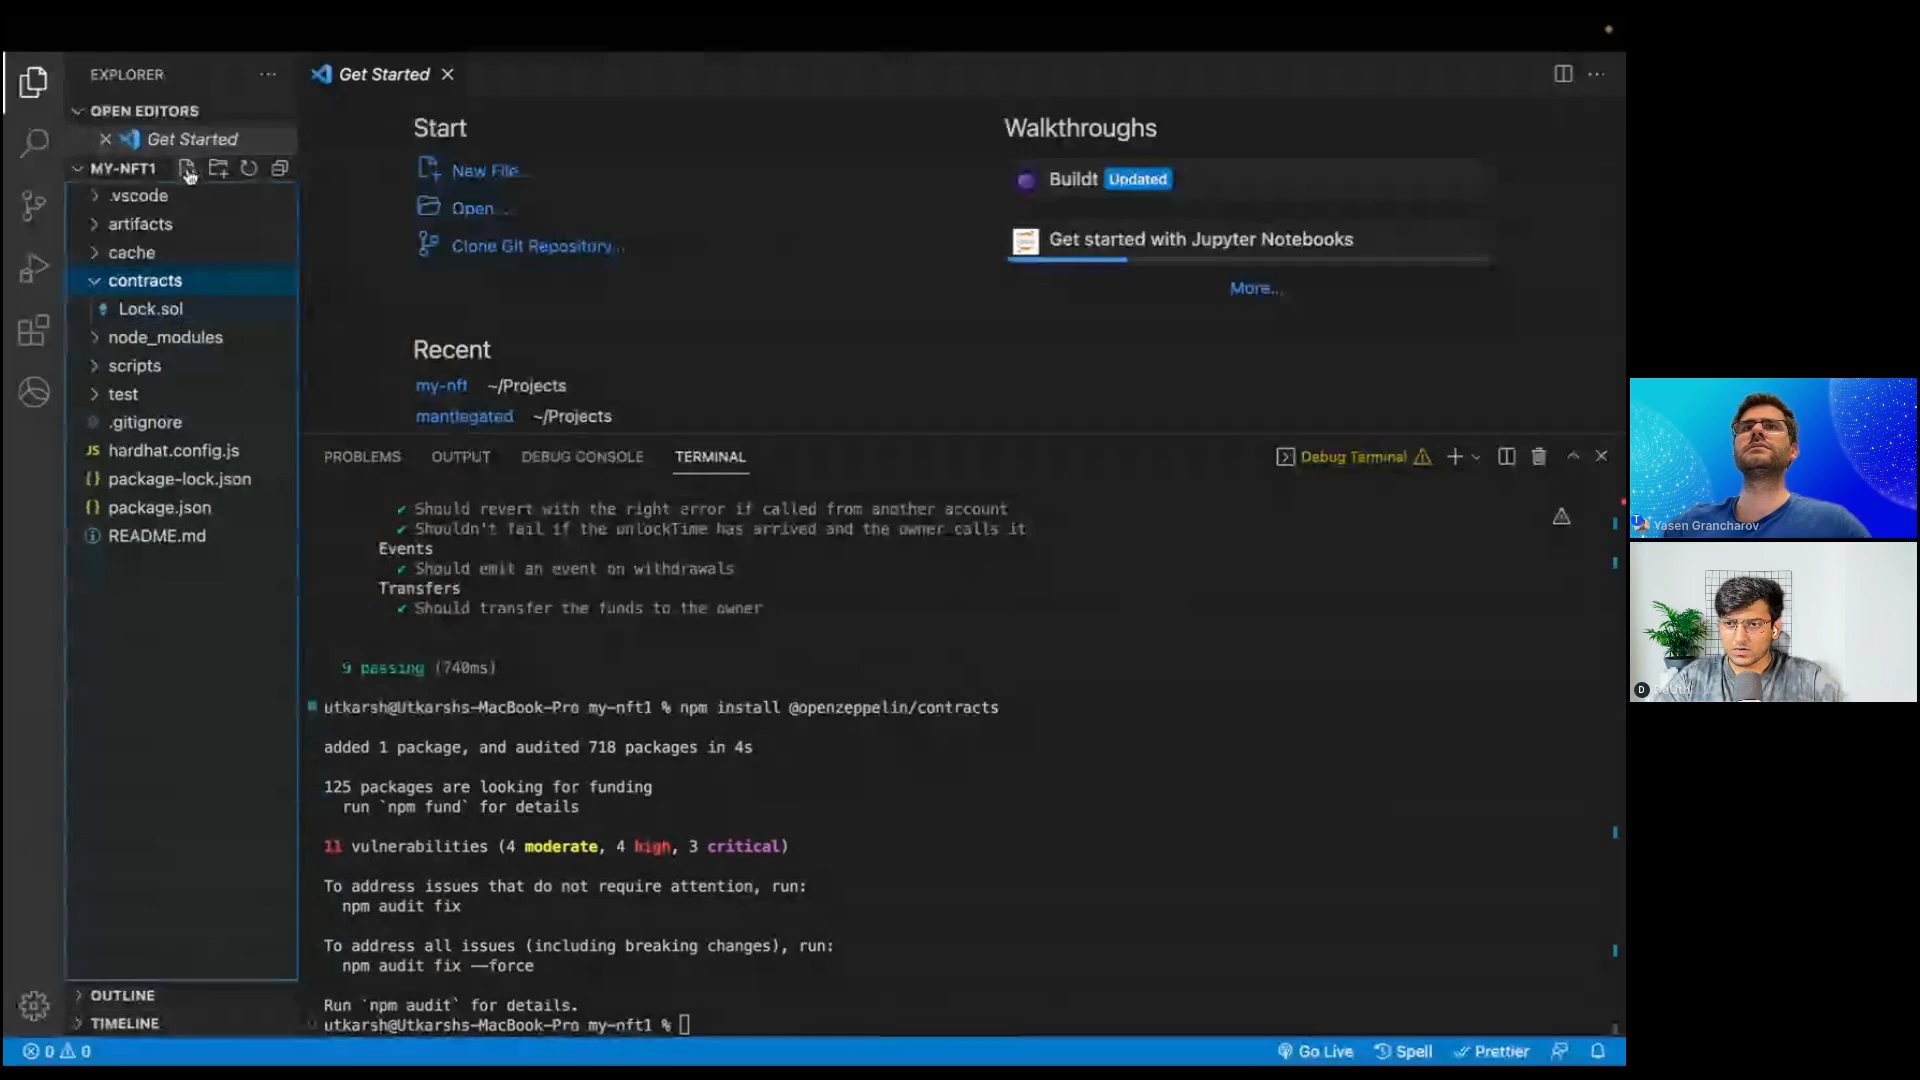 EXPLORER
OPEN EDITORS
Get Started
MY-NFT1
.vscode
artifacts
cache
contracts
Lock.sol
node_modules
scripts
test
.gitignore
JS hardhat.config.js
{} package-lock.json
{} package.json
README.md
OUTLINE
TIMELINE
Get Started
Start
New File...
Open...
Clone Git Repository...
Recent
my-nft ~/Projects
mantlegated ~/Projects
Walkthroughs
Buildt Updated
Get started with Jupyter Notebooks
More...
PROBLEMS OUTPUT DEBUG CONSOLE TERMINAL
Debug Terminal
✔ Should revert with the right error if called from another account
✔ Shouldn't fail if the unlockTime has arrived and the owner calls it
Events
✔ Should emit an event on withdrawals
Transfers
✔ Should transfer the funds to the owner
9 passing (740ms)
utkarsh@Utkarshs-MacBook-Pro my-nft1 % npm install @openzeppelin/contracts
added 1 package, and audited 718 packages in 4s
125 packages are looking for funding
run `npm fund` for details
11 vulnerabilities (4 moderate, 4 high, 3 critical)
To address issues that do not require attention, run:
npm audit fix
To address all issues (including breaking changes), run:
npm audit fix --force
Run `npm audit` for details.
utkarsh@Utkarshs-MacBook-Pro my-nft1 %
0 0
Go Live Spell Prettier
Yasen Grancharov
D